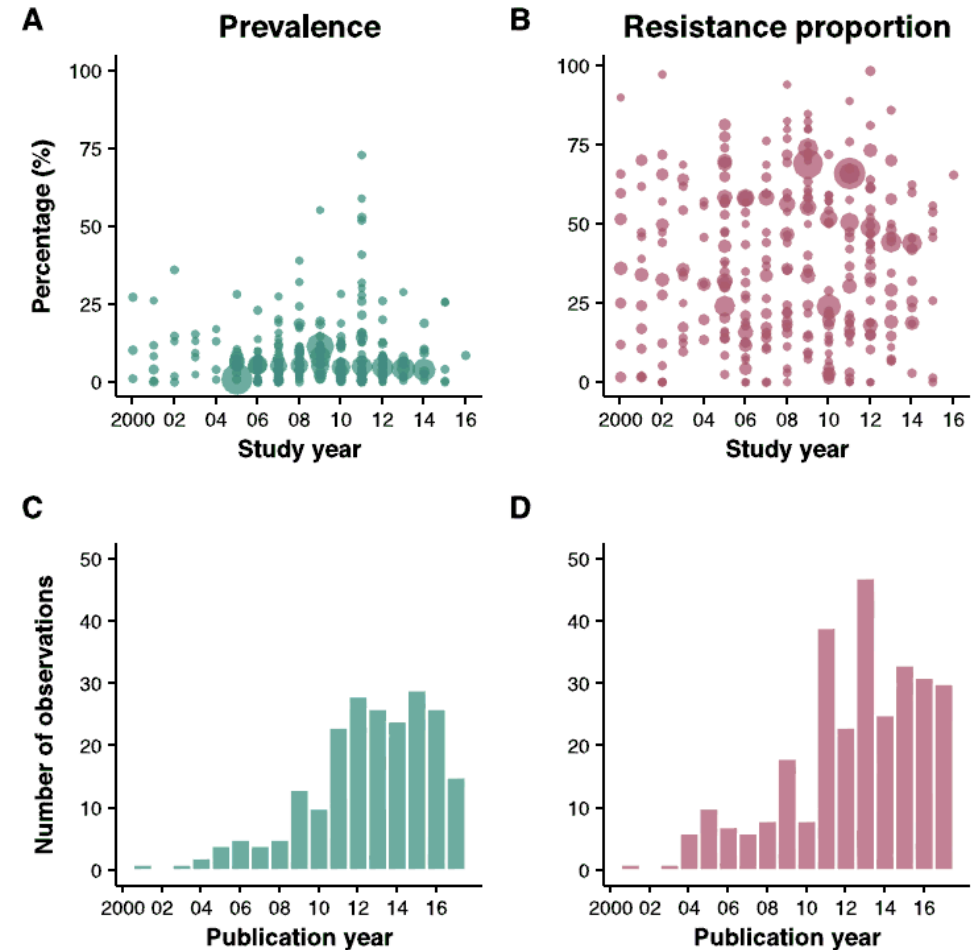 A Prevalence
B Resistance proportion
Percentage (%)
100
75
50
25
0
2000 02 04 06 08 10 12 14 16
Study year
100
75
50
25
0
2000 02 04 06 08 10 12 14 16
Study year
C
D
Number of observations
50
40
30
20
10
0
2000 02 04 06 08 10 12 14 16
Publication year
50
40
30
20
10
0
2000 02 04 06 08 10 12 14 16
Publication year